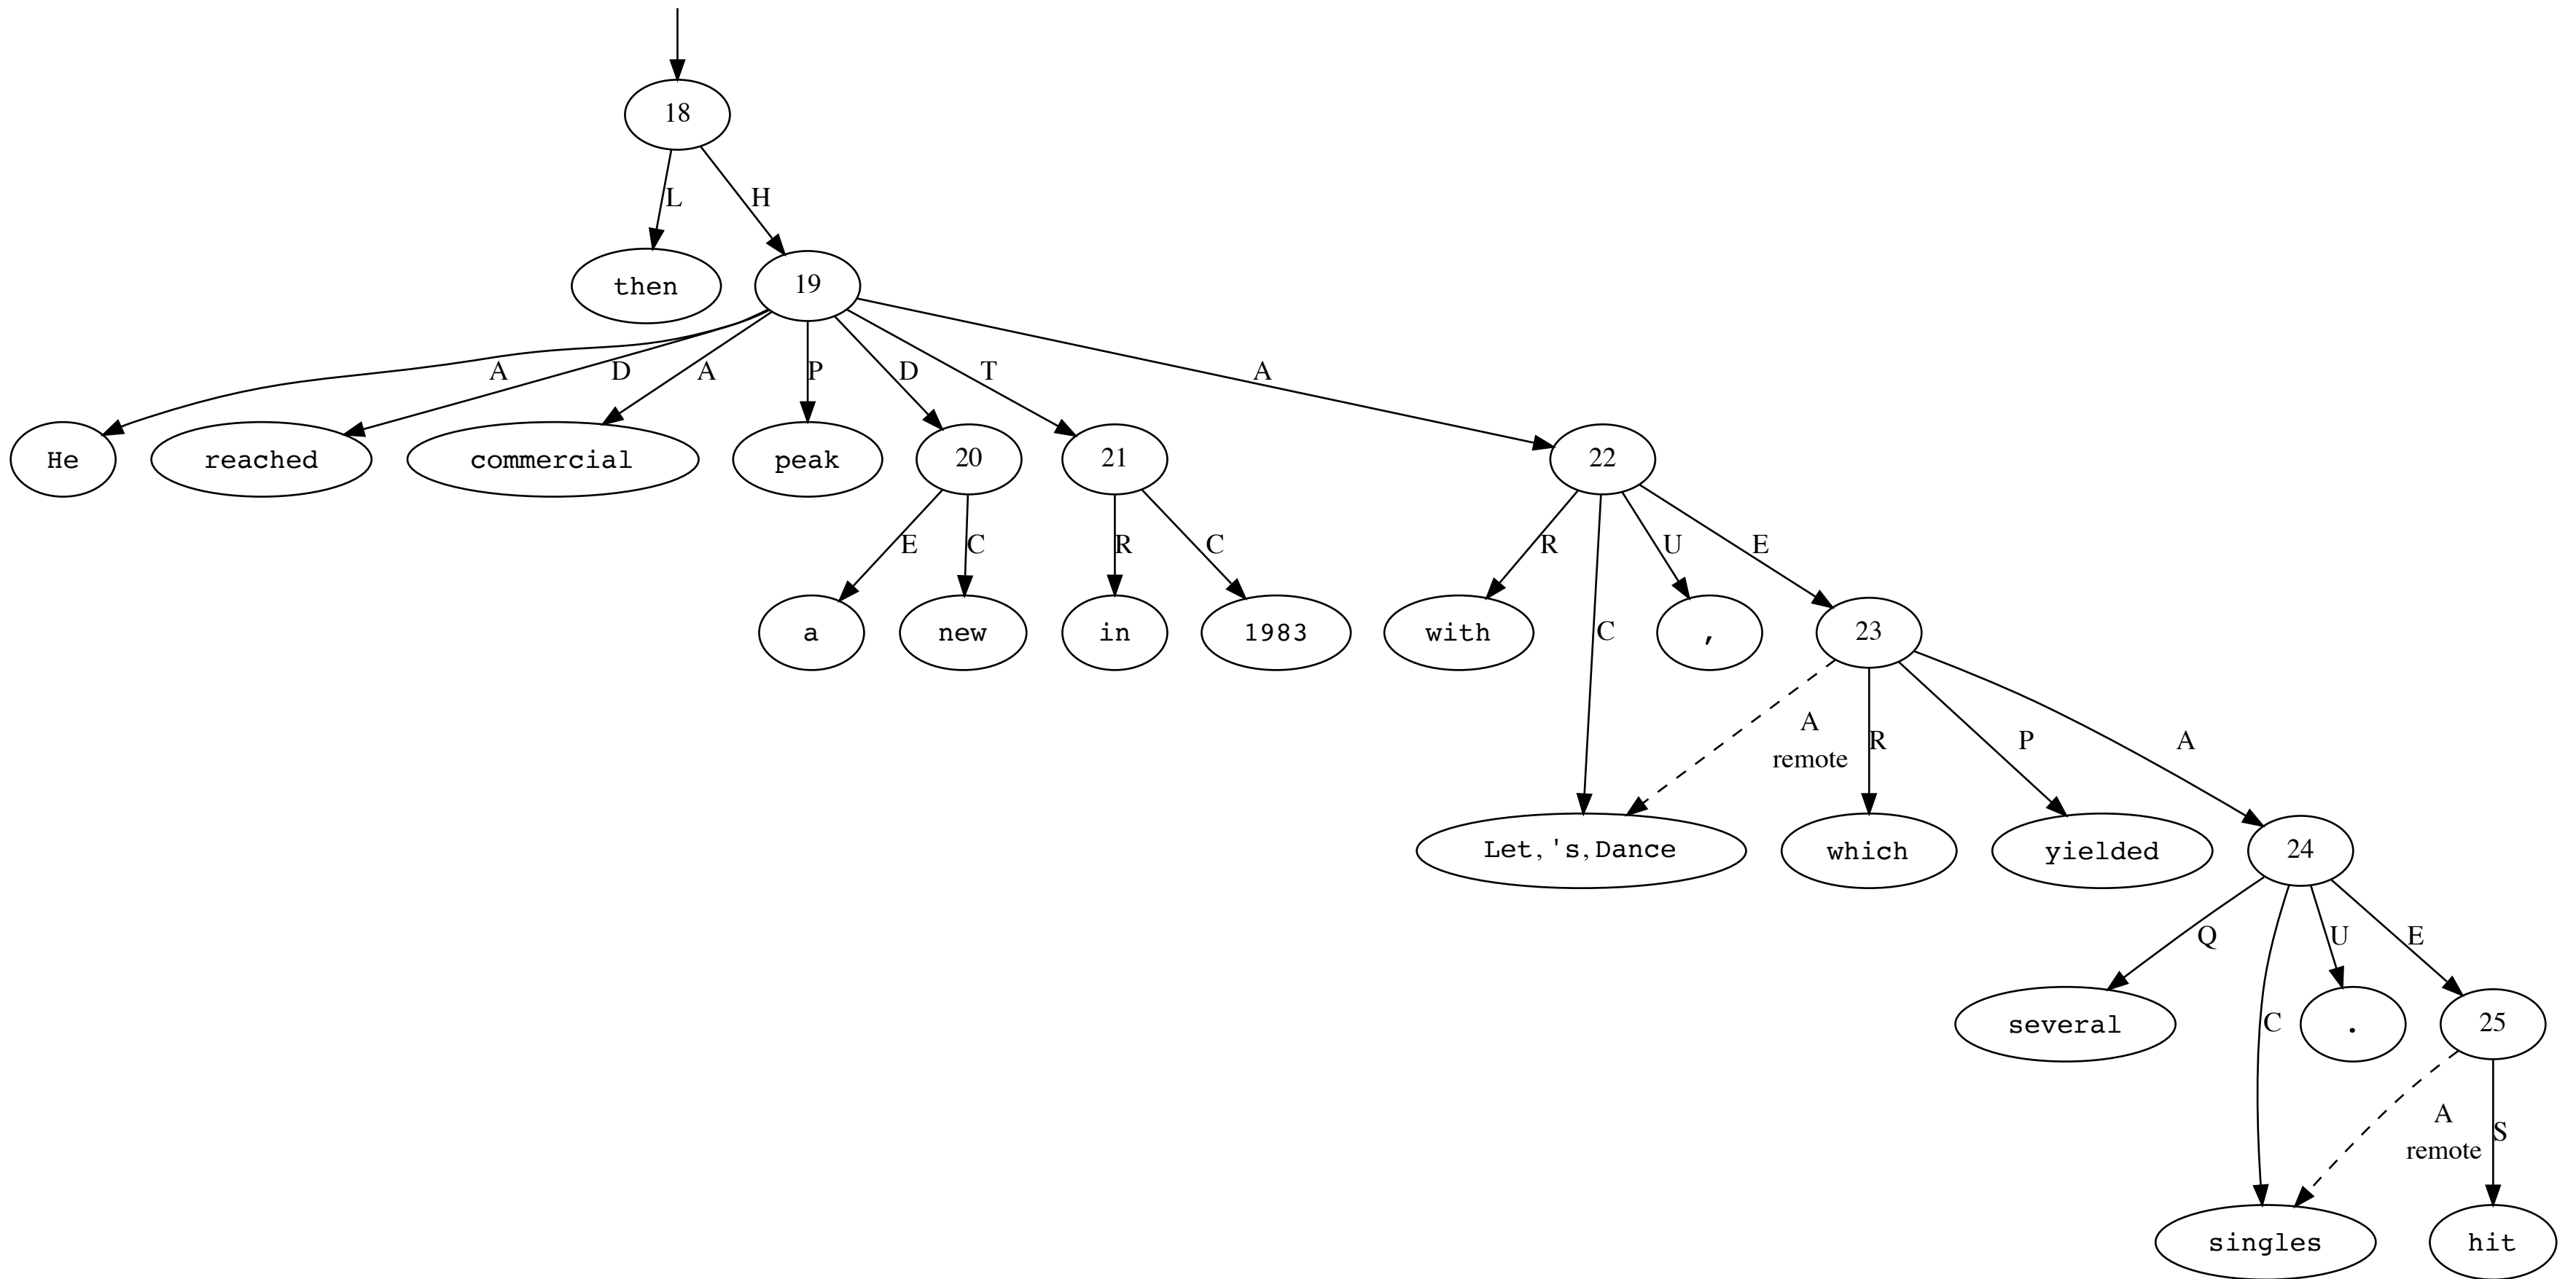 18
L H
then 19
A D A P D T A
He reached commercial peak 20 21 22
E C R C R C U E
a new in 1983 with , 23
A remote R P A
Let,'s,Dance which yielded 24
Q C U E
several . 25
A remote S
singles hit